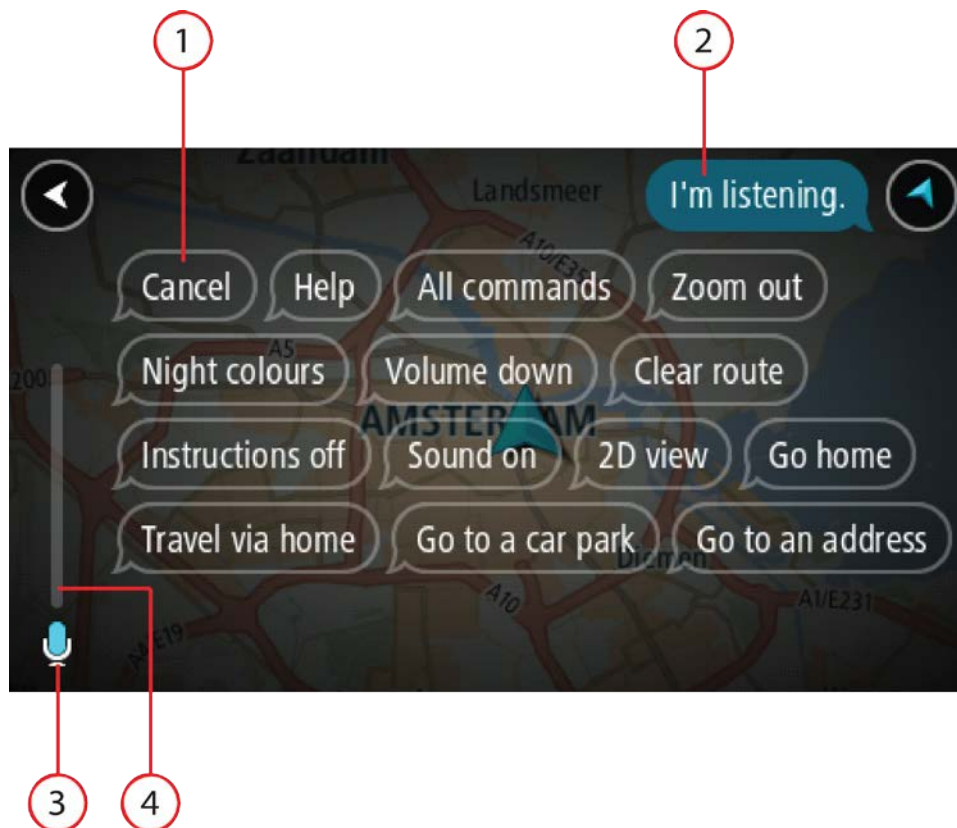 1 2
Zaandam
Landsmeer
I'm listening.
A10/E35
Cancel Help All commands Zoom out
A5
200
Night colours Volume down Clear route
AMSTERDAM
Instructions off Sound on 2D view Go home
Travel via home Go to a car park Go to an address
Diemen
A10
A1/E231
A4/E19
3 4